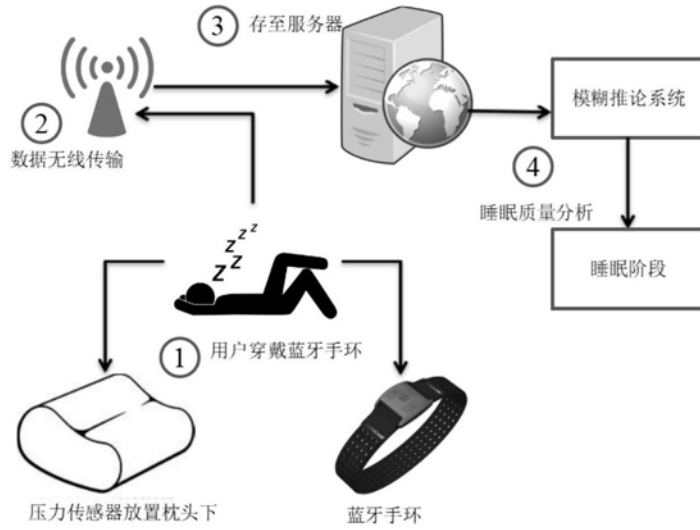 ③ 存至服务器
模糊推论系统
②
数据无线传输
④
睡眠质量分析
睡眠阶段
z z z z z
① 用户穿戴蓝牙手环
压力传感器放置枕头下
蓝牙手环